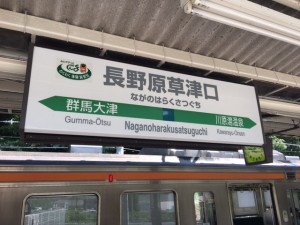 長野原草津口
ながのはらくさつぐち
群馬大津
川原湯温泉
Gumma-Ōtsu
Naganoharakusatsuguchi
Kawarayu-Onsen